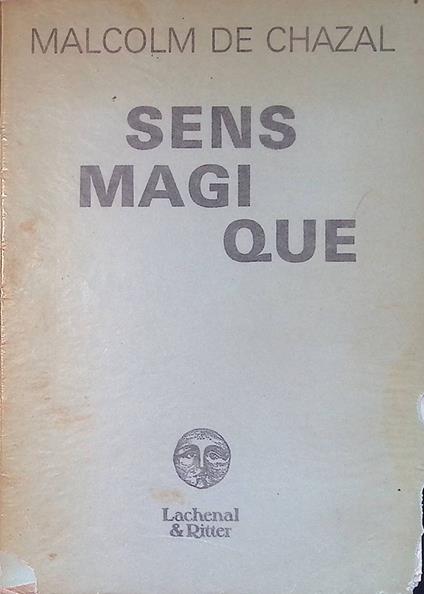 MALCOLM DE CHAZAL
SENS
MAGI
QUE
Lachenal
& Ritter